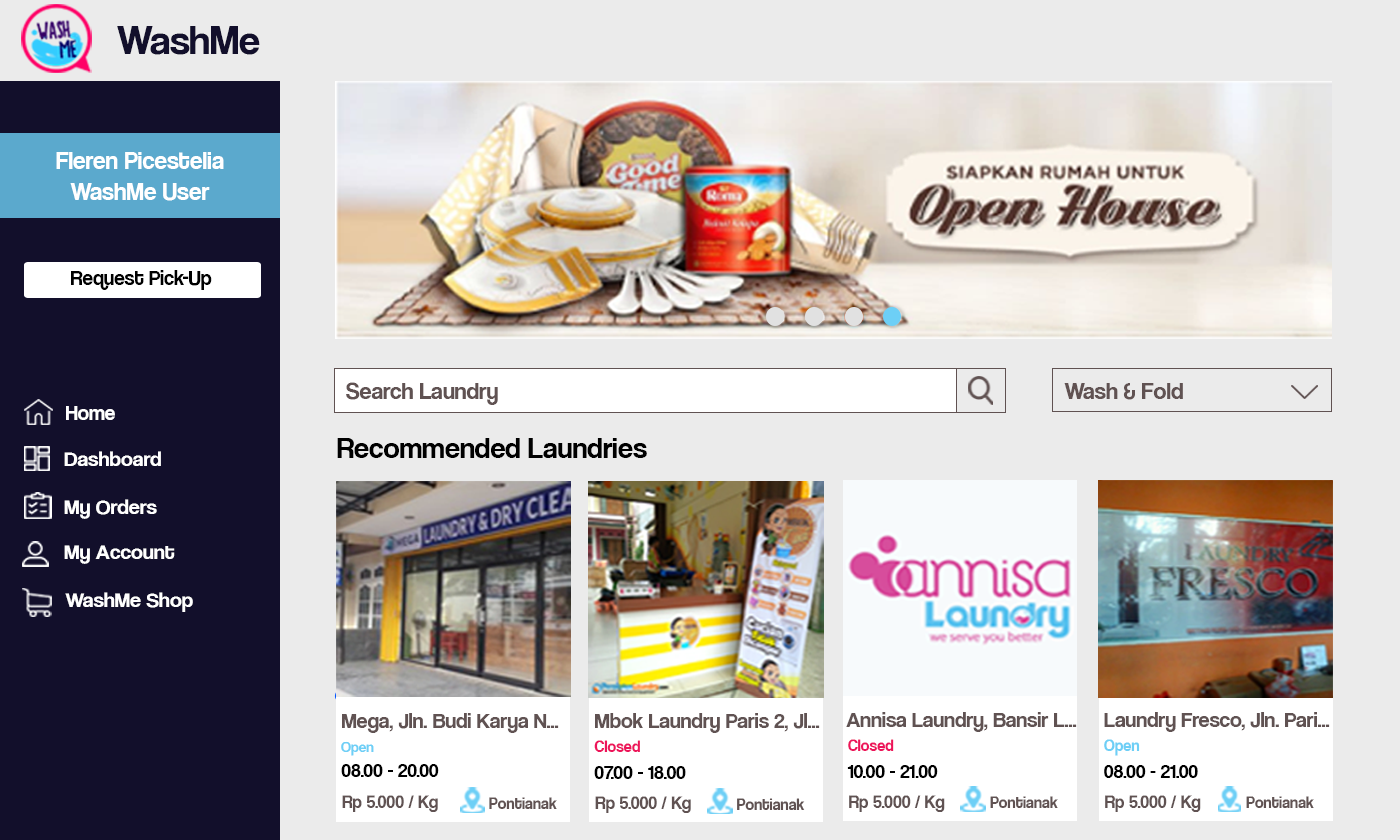 WASH ME
WashMe
Fleren Picestelia
WashMe User
Request Pick-Up
Home
Dashboard
My Orders
My Account
WashMe Shop
Good
Time
Roma
SIAPKAN RUMAH UNTUK
Open House
Search Laundry
Wash & Fold
Recommended Laundries
MEGA LAUNDRY & DRY CLEA
annisa
Laundry
we serve you better
LAUNDRY
FRESCO
Mega, Jln. Budi Karya N...
Open
08.00 - 20.00
Rp 5.000 / Kg
Pontianak
Mbok Laundry Paris 2, Jl...
Closed
07.00 - 18.00
Rp 5.000 / Kg
Pontianak
Annisa Laundry, Bansir L...
Closed
10.00 - 21.00
Rp 5.000 / Kg
Pontianak
Laundry Fresco, Jln. Pari...
Open
08.00 - 21.00
Rp 5.000 / Kg
Pontianak